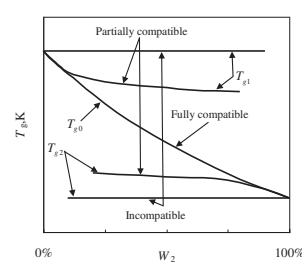 Partially compatible
T_g1
T_g,K
Fully compatible
T_g0
T_g2
Incompatible
0%
W_2
100%